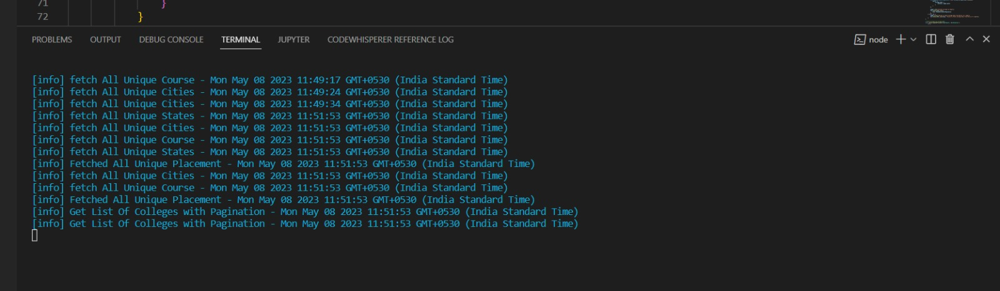 71 }
72 }
PROBLEMS OUTPUT DEBUG CONSOLE TERMINAL JUPYTER CODEWHISPERER REFERENCE LOG node
[info] fetch All Unique Course - Mon May 08 2023 11:49:17 GMT+0530 (India Standard Time)
[info] fetch All Unique Cities - Mon May 08 2023 11:49:24 GMT+0530 (India Standard Time)
[info] fetch All Unique Cities - Mon May 08 2023 11:49:34 GMT+0530 (India Standard Time)
[info] fetch All Unique States - Mon May 08 2023 11:51:53 GMT+0530 (India Standard Time)
[info] fetch All Unique Cities - Mon May 08 2023 11:51:53 GMT+0530 (India Standard Time)
[info] fetch All Unique Course - Mon May 08 2023 11:51:53 GMT+0530 (India Standard Time)
[info] fetch All Unique States - Mon May 08 2023 11:51:53 GMT+0530 (India Standard Time)
[info] Fetched All Unique Placement - Mon May 08 2023 11:51:53 GMT+0530 (India Standard Time)
[info] fetch All Unique Cities - Mon May 08 2023 11:51:53 GMT+0530 (India Standard Time)
[info] fetch All Unique Course - Mon May 08 2023 11:51:53 GMT+0530 (India Standard Time)
[info] Fetched All Unique Placement - Mon May 08 2023 11:51:53 GMT+0530 (India Standard Time)
[info] Get List Of Colleges with Pagination - Mon May 08 2023 11:51:53 GMT+0530 (India Standard Time)
[info] Get List Of Colleges with Pagination - Mon May 08 2023 11:51:53 GMT+0530 (India Standard Time)